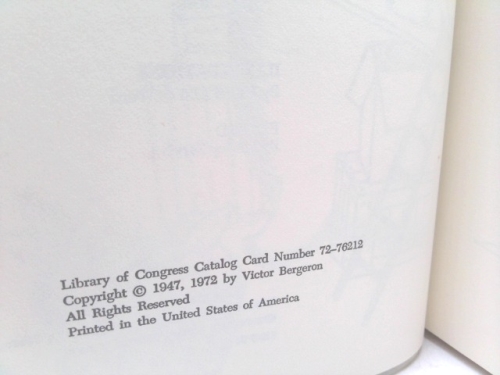 Library of Congress Catalog Card Number 72–76212
Copyright © 1947, 1972 by Victor Bergeron
All Rights Reserved
Printed in the United States of America